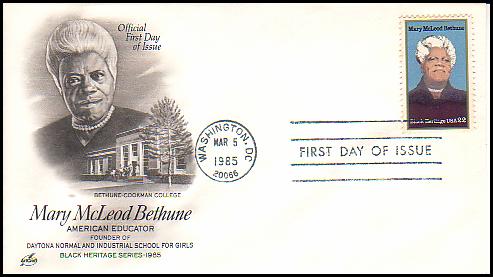 Official
First Day
of Issue
BETHUNE-COOKMAN COLLEGE
Mary McLeod Bethune
AMERICAN EDUCATOR
FOUNDER OF
DAYTONA NORMAL AND INDUSTRIAL SCHOOL FOR GIRLS
BLACK HERITAGE SERIES-1985
WASHINGTON, DC
MAR 5
1985
20066
Mary McLeod Bethune
Black Heritage USA 22
FIRST DAY OF ISSUE